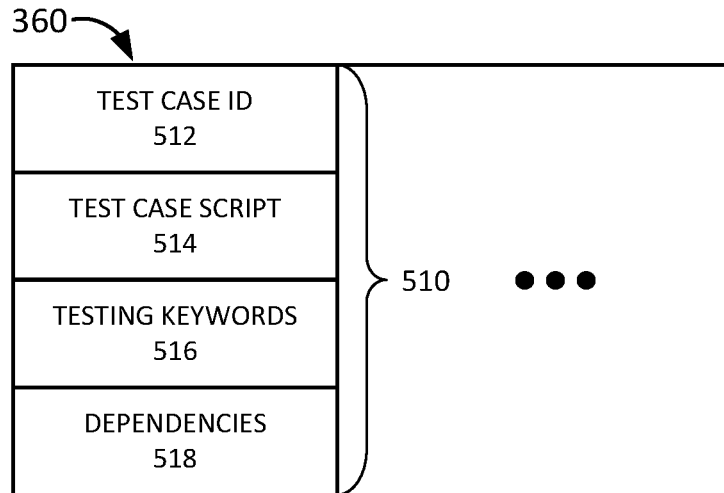 360
TEST CASE ID
512
TEST CASE SCRIPT
514
TESTING KEYWORDS
516
DEPENDENCIES
518
510